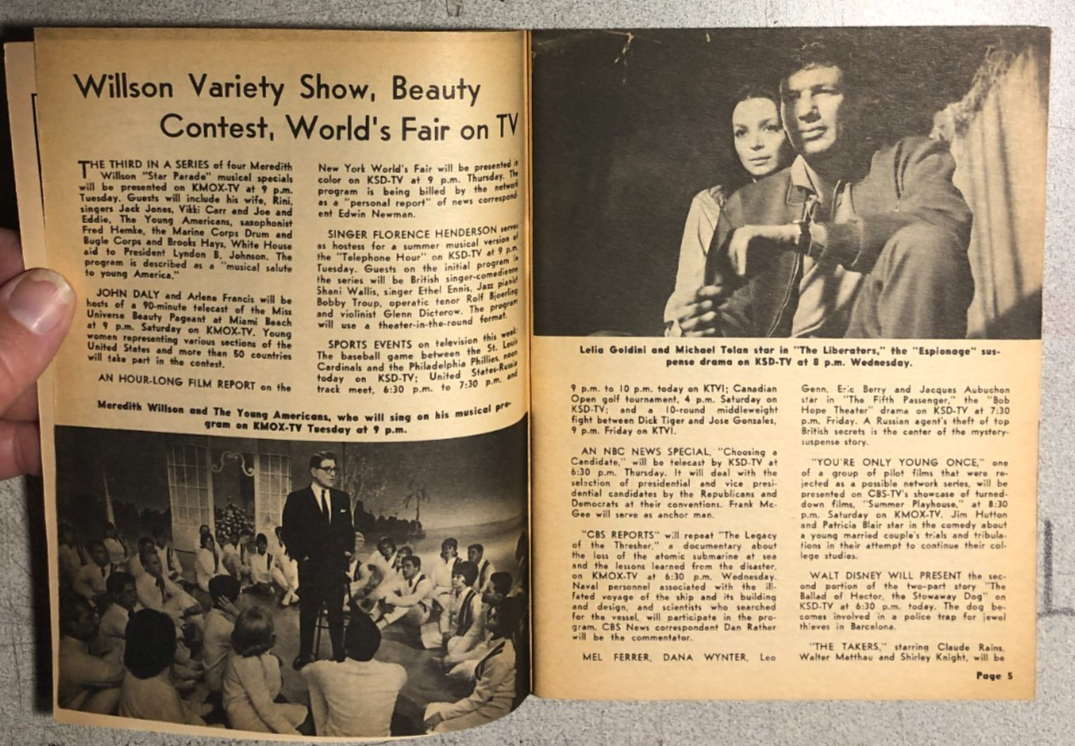 Willson Variety Show, Beauty
Contest, World's Fair on TV
THE THIRD IN A SERIES of four Meredith
Willson "Star Parade" musical specials
will be presented on KMOX-TV at 9 p.m.
Tuesday. Guests will include his wife, Rini,
singers Jack Jones, Vikki Carr and Joe and
Eddie, The Young Americans, saxophonist
Fred Hemke, the Marine Corps Drum and
Bugle Corps and Brooks Hays, White House
aid to President Lyndon B. Johnson. The
program is described as a "musical salute
to young America."
JOHN DALY and Arlene Francis will be
hosts of a 90-minute telecast of the Miss
Universe Beauty Pageant at Miami Beach
at 9 p.m. Saturday on KMOX-TV. Young
women representing various sections of the
United States and more than 50 countries
will take part in the contest.
AN HOUR-LONG FILM REPORT on the
New York World's Fair will be presented in
color on KSD-TV at 9 p.m. Thursday. The
program is being billed by the network
as a "personal report" of news correspond
ent Edwin Newman.
SINGER FLORENCE HENDERSON serves
as hostess for a summer musical version of
the "Telephone Hour" on KSD-TV at 9 p.m.
Tuesday. Guests on the initial program in
the series will be British singer-comedienne
Shani Wallis, singer Ethel Ennis, Jazz pianist
Bobby Troup, operatic tenor Rolf Bjoerling
and violinist Glenn Dicterow. The program
will use a theater-in-the-round format.
SPORTS EVENTS on television this week:
The baseball game between the St. Louis
Cardinals and the Philadelphia Phillies, noon
today on KSD-TV; United States-Russia
track meet, 6:30 p.m. to 7:30 p.m. and
Meredith Willson and The Young Americans, who will sing on his musical pro-
gram on KMOX-TV Tuesday at 9 p.m.
Lelia Goldini and Michael Tolan star in "The Liberators," the "Espionage" sus-
pense drama on KSD-TV at 8 p.m. Wednesday.
9 p.m. to 10 p.m. today on KTVI; Canadian
Open golf tournament, 4 p.m. Saturday on
KSD-TV; and a 10-round middleweight
fight between Dick Tiger and Jose Gonzales,
9 p.m. Friday on KTVI.
AN NBC NEWS SPECIAL, "Choosing a
Candidate," will be telecast by KSD-TV at
6:30 p.m. Thursday. It will deal with the
selection of presidential and vice presi-
dential candidates by the Republicans and
Democrats at their conventions. Frank Mc-
Gee will serve as anchor man.
"CBS REPORTS" will repeat "The Legacy
of the Thresher," a documentary about
the loss of the atomic submarine at sea
and the lessons learned from the disaster,
on KMOX-TV at 6:30 p.m. Wednesday.
Naval personnel associated with the ill-
fated voyage of the ship and its building
and design, and scientists who searched
for the vessel, will participate in the pro-
gram. CBS News correspondent Dan Rather
will be the commentator.
MEL FERRER, DANA WYNTER, Leo
Genn, Eric Berry and Jacques Aubuchon
star in "The Fifth Passenger," the "Bob
Hope Theater" drama on KSD-TV at 7:30
p.m. Friday. A Russian agent's theft of top
British secrets is the center of the mystery-
suspense story.
"YOU'RE ONLY YOUNG ONCE," one
of a group of pilot films that were re-
jected as a possible network series, will be
presented on CBS-TV's showcase of turned-
down films, "Summer Playhouse," at 8:30
p.m. Saturday on KMOX-TV. Jim Hutton
and Patricia Blair star in the comedy about
a young married couple's trials and tribula-
tions in their attempt to continue their col-
lege studies.
WALT DISNEY WILL PRESENT the sec-
ond portion of the two-part story "The
Ballad of Hector, the Stowaway Dog" on
KSD-TV at 6:30 p.m. today. The dog be-
comes involved in a police trap for jewel
thieves in Barcelona.
"THE TAKERS," starring Claude Rains,
Walter Matthau and Shirley Knight, will be
Page 5